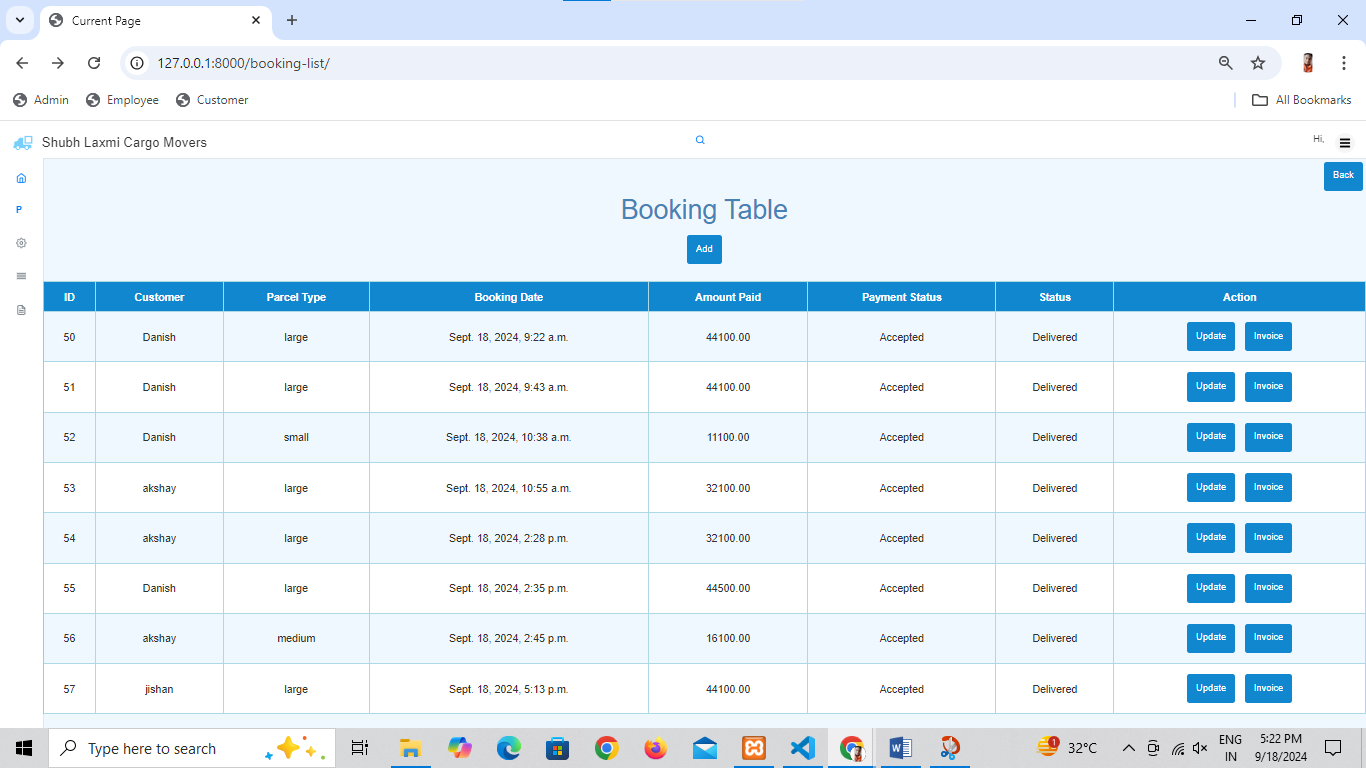 Current Page
127.0.0.1:8000/booking-list/
Admin Employee Customer All Bookmarks
Shubh Laxmi Cargo Movers Hi,
Back
P
Booking Table
Add
ID Customer Parcel Type Booking Date Amount Paid Payment Status Status Action
50 Danish large Sept. 18, 2024, 9:22 a.m. 44100.00 Accepted Delivered Update Invoice
51 Danish large Sept. 18, 2024, 9:43 a.m. 44100.00 Accepted Delivered Update Invoice
52 Danish small Sept. 18, 2024, 10:38 a.m. 11100.00 Accepted Delivered Update Invoice
53 akshay large Sept. 18, 2024, 10:55 a.m. 32100.00 Accepted Delivered Update Invoice
54 akshay large Sept. 18, 2024, 2:28 p.m. 32100.00 Accepted Delivered Update Invoice
55 Danish large Sept. 18, 2024, 2:35 p.m. 44500.00 Accepted Delivered Update Invoice
56 akshay medium Sept. 18, 2024, 2:45 p.m. 16100.00 Accepted Delivered Update Invoice
57 jishan large Sept. 18, 2024, 5:13 p.m. 44100.00 Accepted Delivered Update Invoice
Type here to search 1 32°C ENG 5:22 PM
IN 9/18/2024